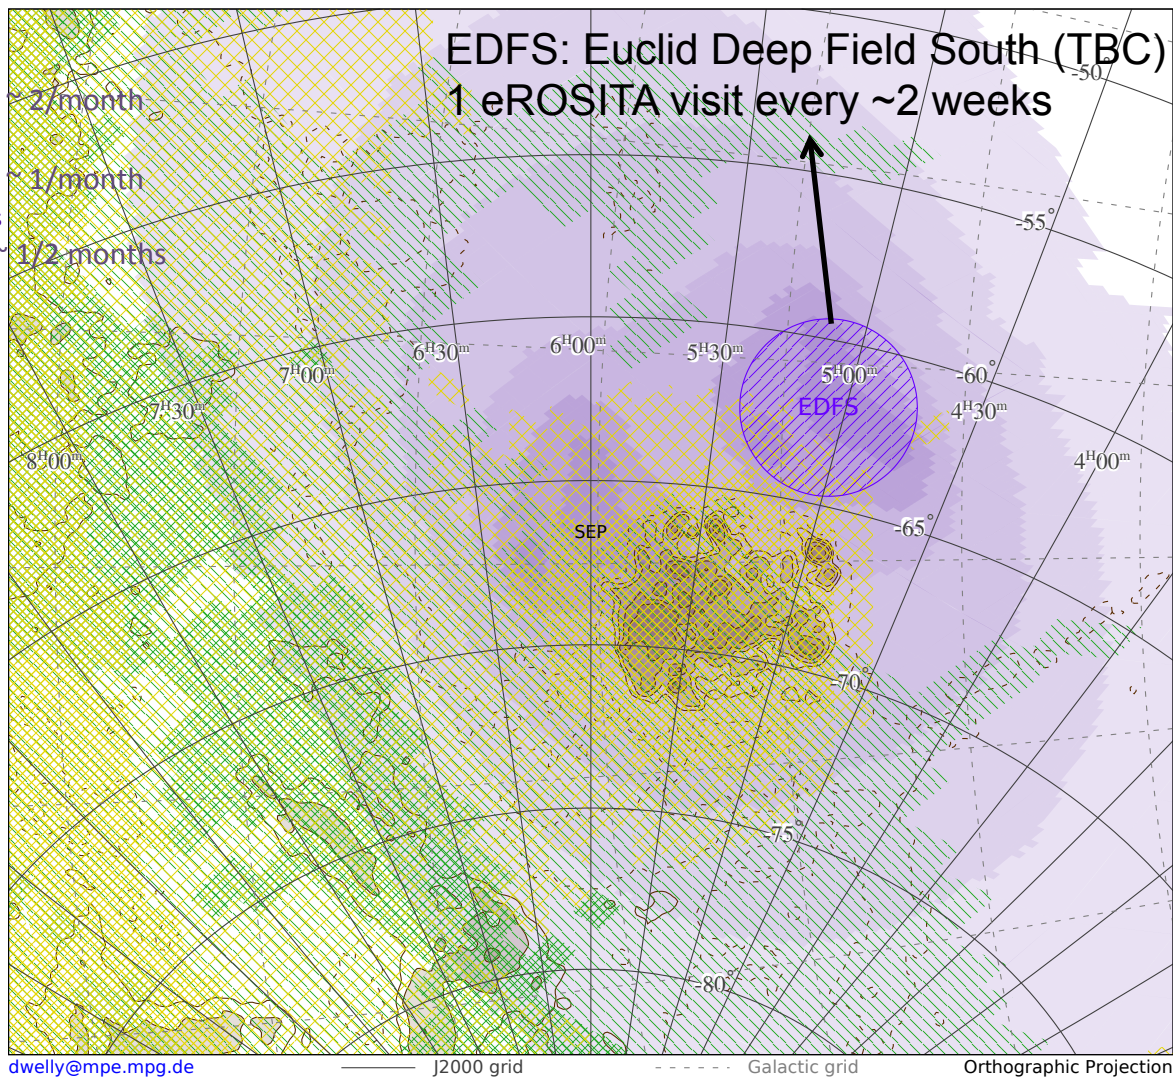 EDFS: Euclid Deep Field South (TBC)
1 eROSITA visit every ~2 weeks
~ 2/month
~ 1/month
~ 1/2 months
-50°
-55°
-60°
-65°
-70°
-75°
-80°
8H00m
7H30m
7H00m
6H30m
6H00m
5H30m
5H00m
4H30m
4H00m
EDFS
SEP
dwelly@mpe.mpg.de
J2000 grid
Galactic grid
Orthographic Projection